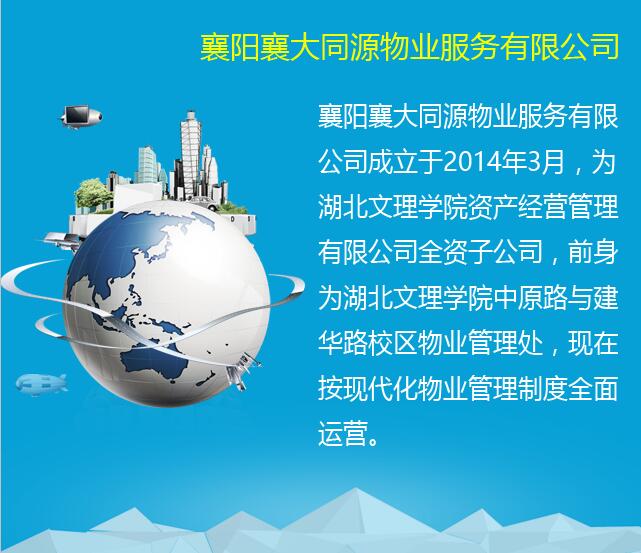 襄阳襄大同源物业服务有限公司
襄阳襄大同源物业服务有限
公司成立于2014年3月，为
湖北文理学院资产经营管理
有限公司全资子公司，前身
为湖北文理学院中原路与建
华路校区物业管理处，现在
按现代化物业管理制度全面
运营。